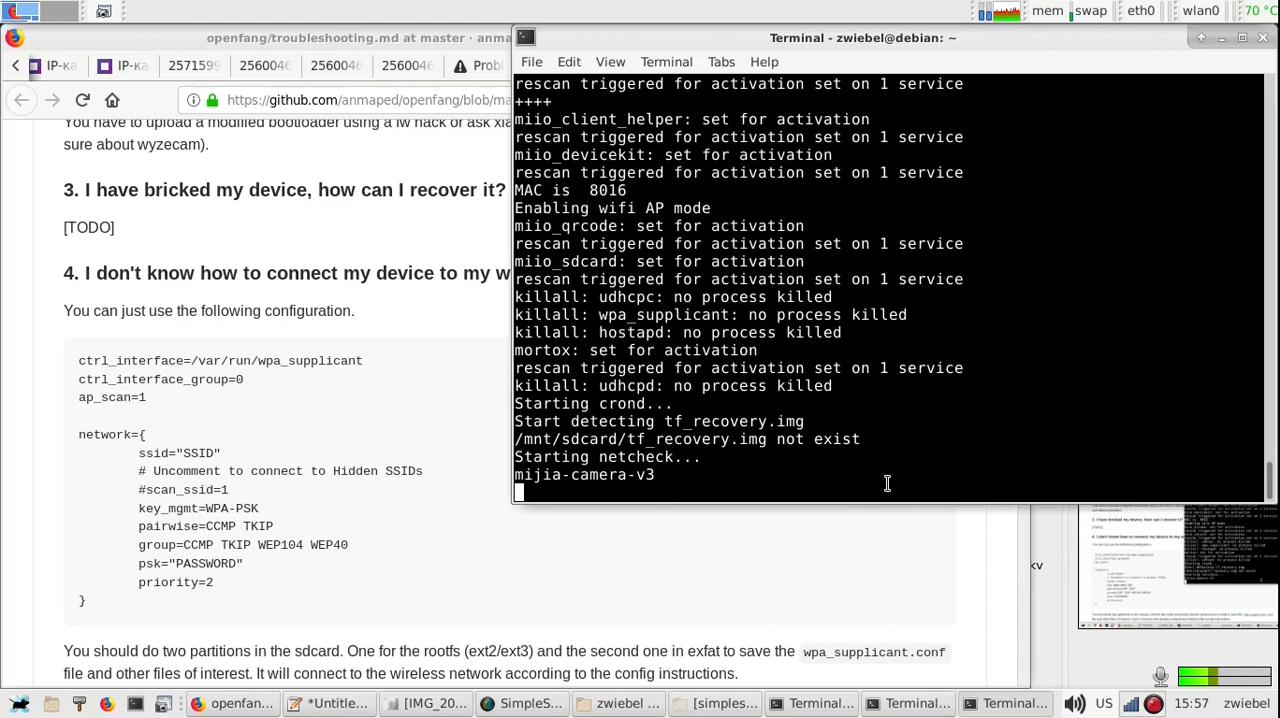 mem
swap
eth0
wlan0
70 °C
openfang/troubleshooting.md at master · anma
IP-ка
IP-ка
2571599
2560046
2560046
2560046
Probl
https://github.com/anmaped/openfang/blob/ma
You have to upload a modified bootloader using a hw hack or ask xia
sure about wyzecam).
3. I have bricked my device, how can I recover it?
[TODO]
4. I don't know how to connect my device to my w
You can just use the following configuration.
ctrl_interface=/var/run/wpa_supplicant
ctrl_interface_group=0
ap_scan=1
network={
ssid="SSID"
# Uncomment to connect to Hidden SSIDs
#scan_ssid=1
key_mgmt=WPA-PSK
pairwise=CCMP TKIP
group=CCMP TKIP WEP104 WEP40
psk="PASSWORD"
priority=2
}
You should do two partitions in the sdcard. One for the rootfs (ext2/ext3) and the second one in exfat to save the wpa_supplicant.conf
file and other files of interest. It will connect to the wireless network according to the config instructions.
Terminal - zwiebel@debian: ~
File Edit View Terminal Tabs Help
rescan triggered for activation set on 1 service
++++
miio_client_helper: set for activation
rescan triggered for activation set on 1 service
miio_devicekit: set for activation
rescan triggered for activation set on 1 service
MAC is  8016
Enabling wifi AP mode
miio_qrcode: set for activation
rescan triggered for activation set on 1 service
miio_sdcard: set for activation
rescan triggered for activation set on 1 service
killall: udhcpc: no process killed
killall: wpa_supplicant: no process killed
killall: hostapd: no process killed
mortox: set for activation
rescan triggered for activation set on 1 service
killall: udhcpd: no process killed
Starting crond...
Start detecting tf_recovery.img
/mnt/sdcard/tf_recovery.img not exist
Starting netcheck...
mijia-camera-v3
openfan...
*Untitle...
[IMG_20...
SimpleS...
zwiebel ...
[simples...
Terminal...
Terminal...
Terminal...
US
15:57
zwiebel